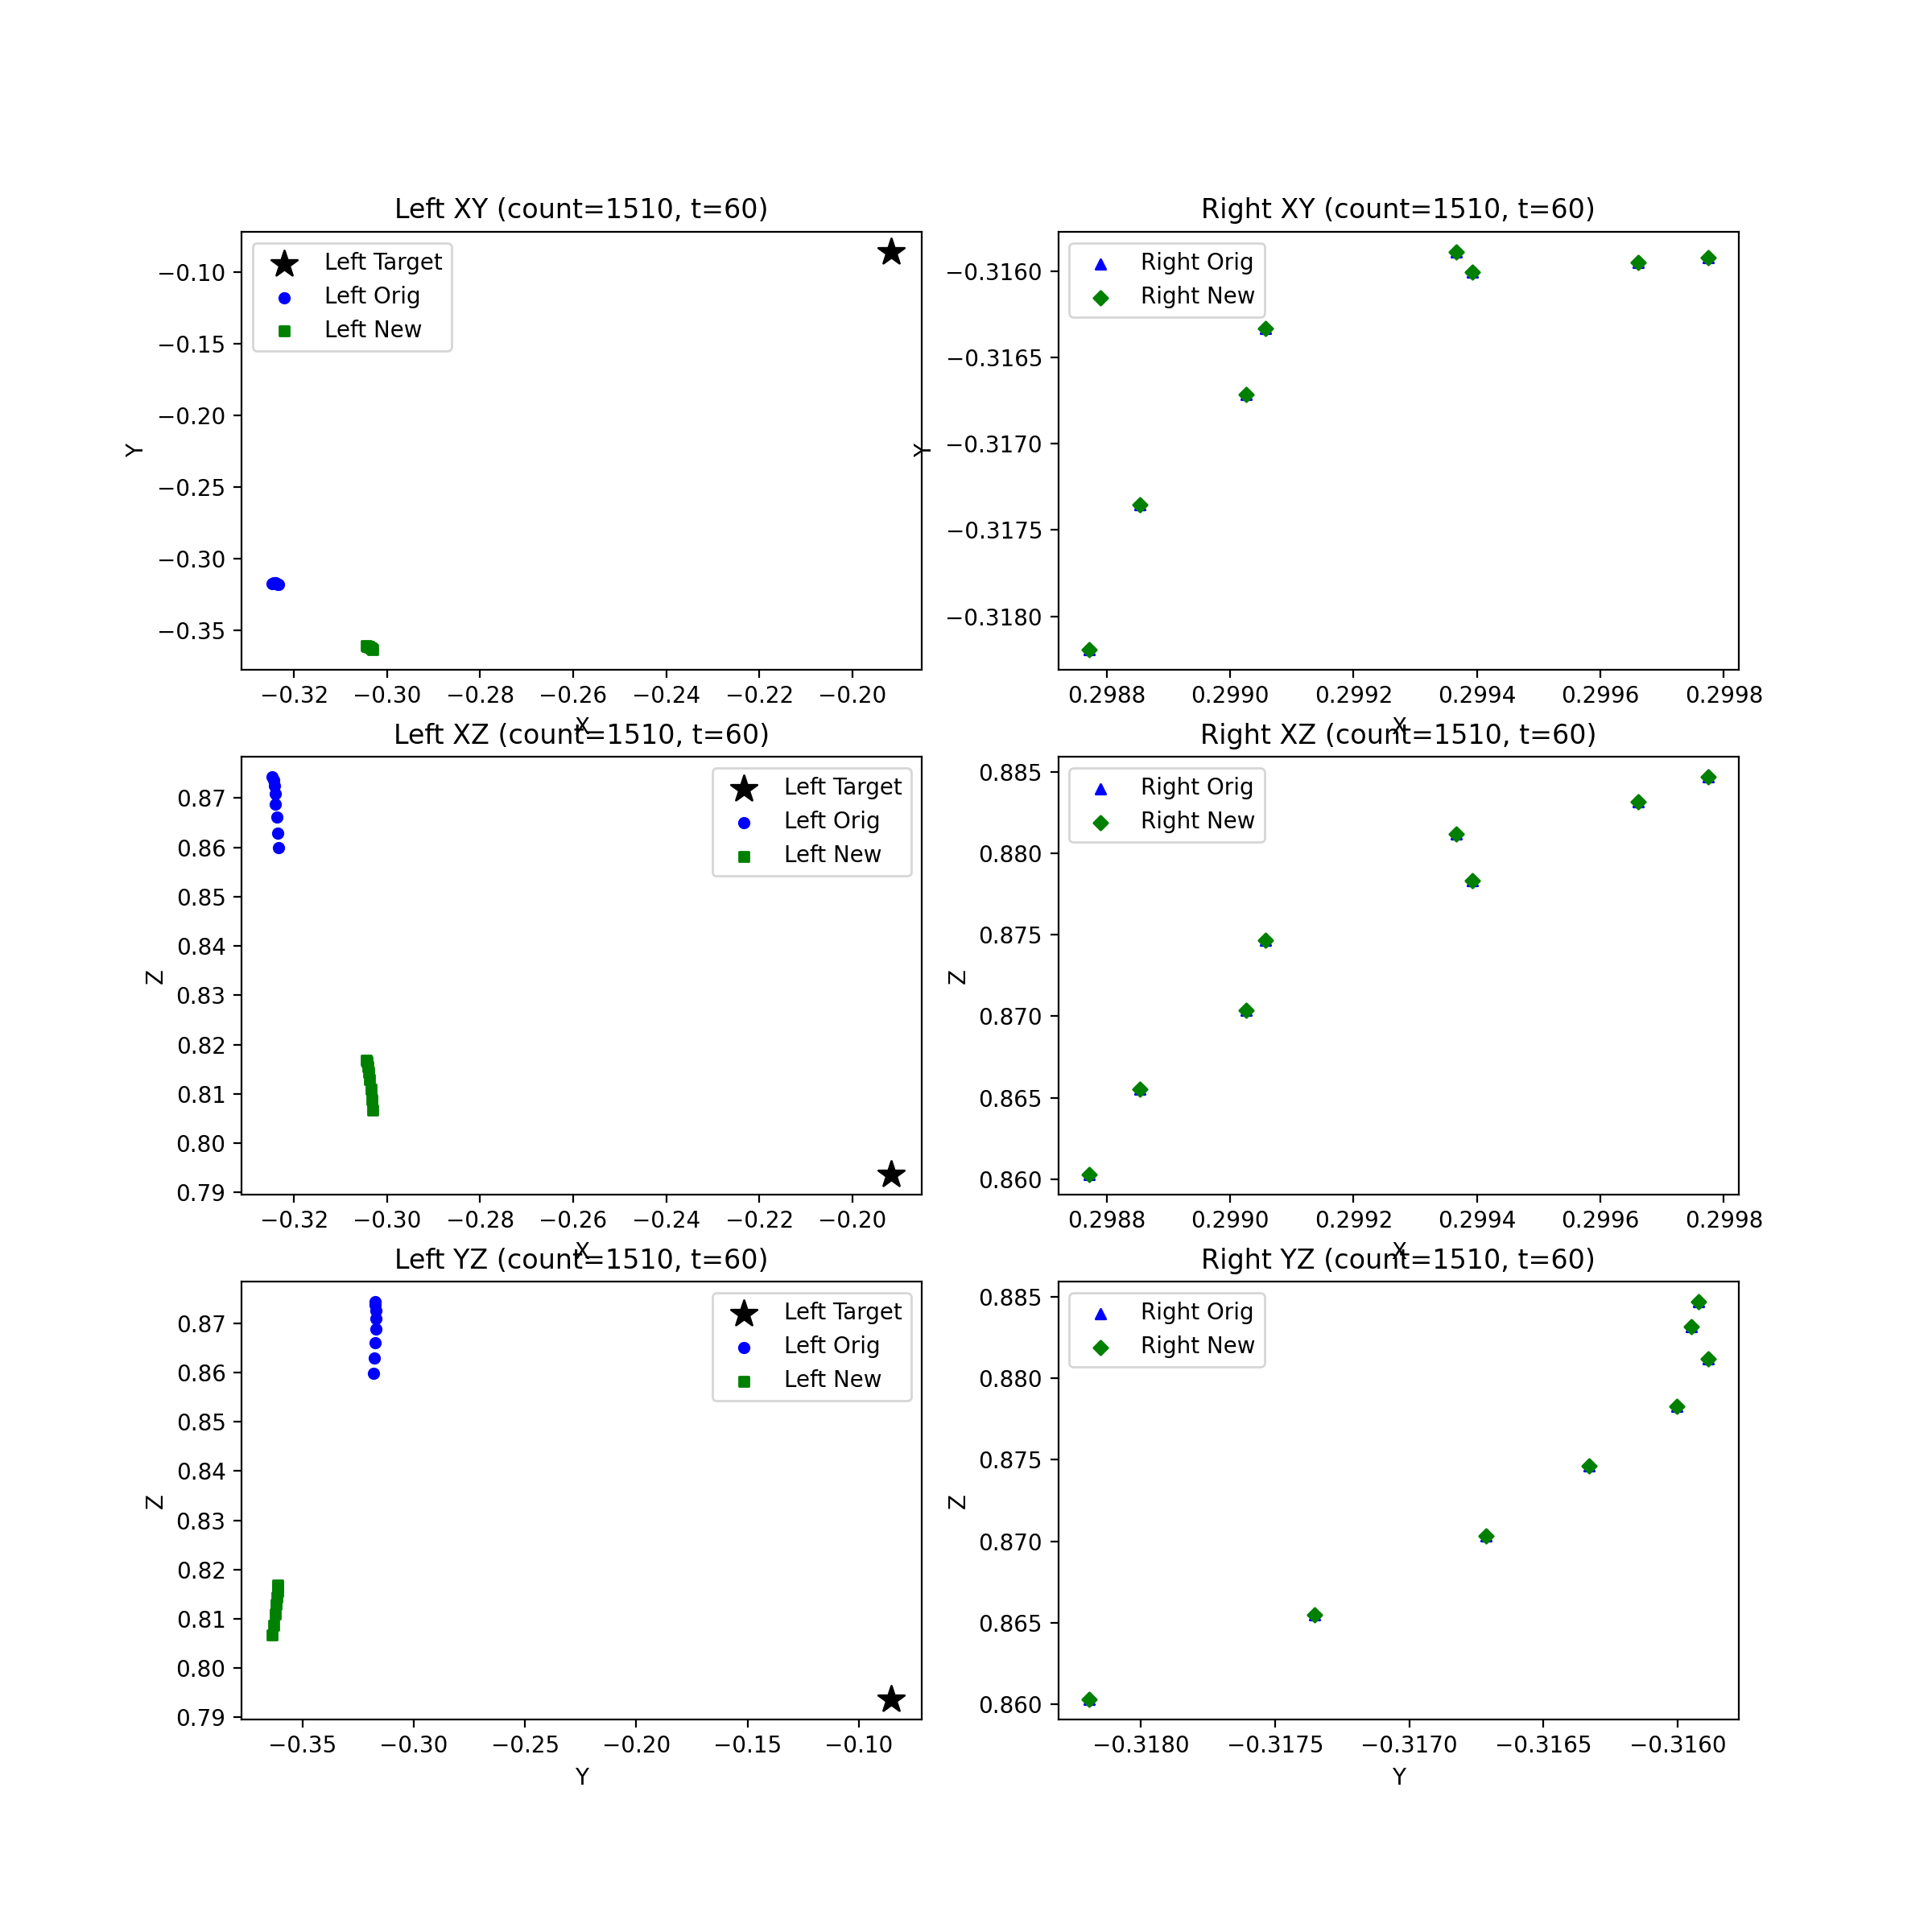 Left XY (count=1510, t=60)
Right XY (count=1510, t=60)
Left Target
Left Orig
Left New
Right Orig
Right New
−0.10
−0.15
−0.20
−0.25
−0.30
−0.35
Y
−0.3160
−0.3165
−0.3170
−0.3175
−0.3180
Y
−0.32 −0.30 −0.28 −0.26 −0.24 −0.22 −0.20
X
0.2988 0.2990 0.2992 0.2994 0.2996 0.2998
X
Left XZ (count=1510, t=60)
Right XZ (count=1510, t=60)
Left Target
Left Orig
Left New
Right Orig
Right New
0.87
0.86
0.85
0.84
0.83
0.82
0.81
0.80
0.79
Z
0.885
0.880
0.875
0.870
0.865
0.860
Z
−0.32 −0.30 −0.28 −0.26 −0.24 −0.22 −0.20
X
0.2988 0.2990 0.2992 0.2994 0.2996 0.2998
X
Left YZ (count=1510, t=60)
Right YZ (count=1510, t=60)
Left Target
Left Orig
Left New
Right Orig
Right New
0.87
0.86
0.85
0.84
0.83
0.82
0.81
0.80
0.79
Z
0.885
0.880
0.875
0.870
0.865
0.860
Z
−0.35 −0.30 −0.25 −0.20 −0.15 −0.10
Y
−0.3180 −0.3175 −0.3170 −0.3165 −0.3160
Y